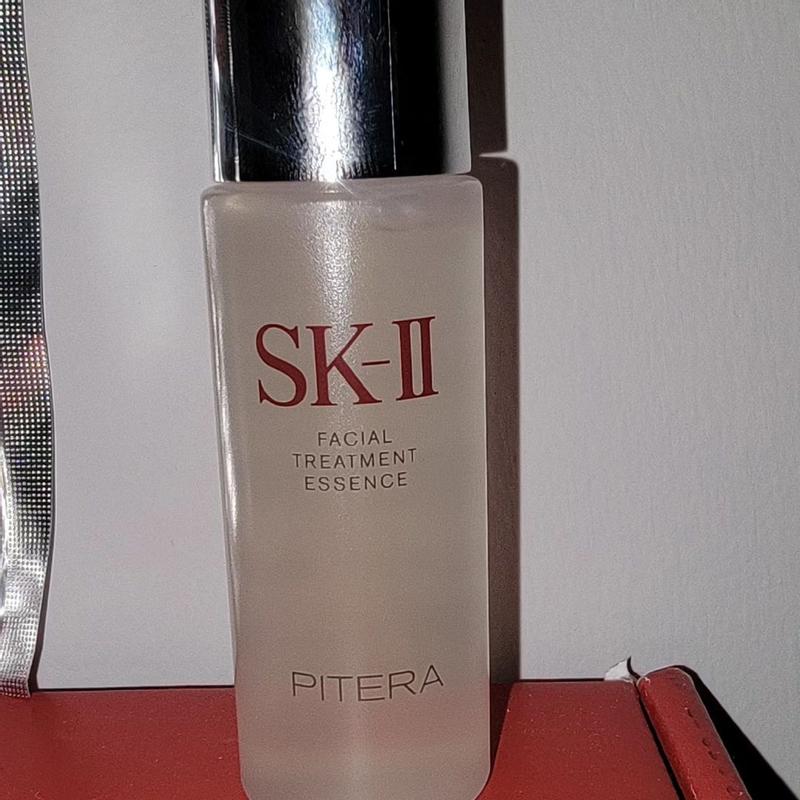 SK-II
FACIAL
TREATMENT
ESSENCE
PITERA